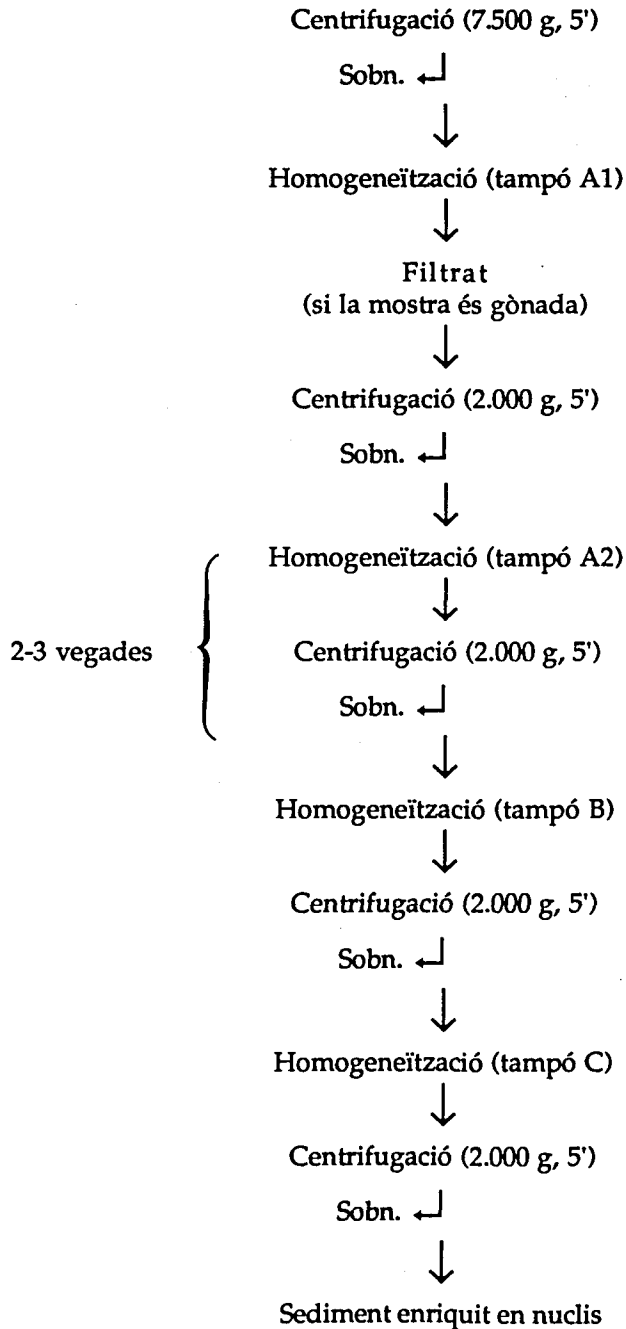 Centrifugació (7.500 g, 5')
Sobn.
Homogeneïtzació (tampó A1)
Filtrat
(si la mostra és gònada)
Centrifugació (2.000 g, 5')
Sobn.
Homogeneïtzació (tampó A2)
2-3 vegades
Centrifugació (2.000 g, 5')
Sobn.
Homogeneïtzació (tampó B)
Centrifugació (2.000 g, 5')
Sobn.
Homogeneïtzació (tampó C)
Centrifugació (2.000 g, 5')
Sobn.
Sediment enriquit en nuclis